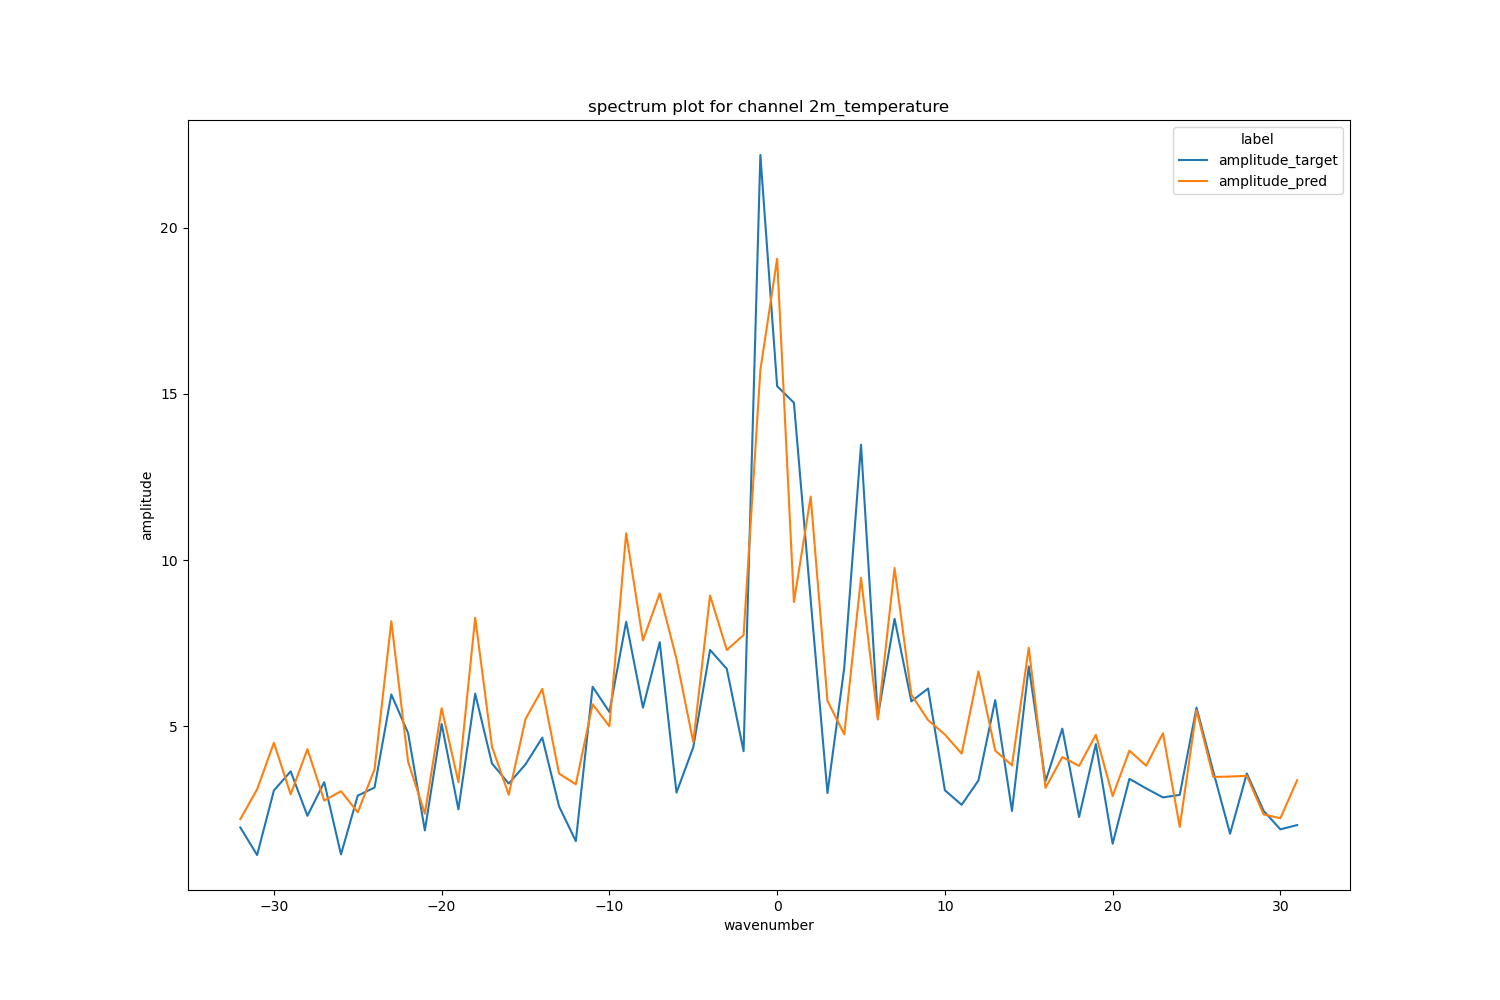 spectrum plot for channel 2m_temperature
label
amplitude_target
amplitude_pred
20
15
10
5
amplitude
−30
−20
−10
0
10
20
30
wavenumber